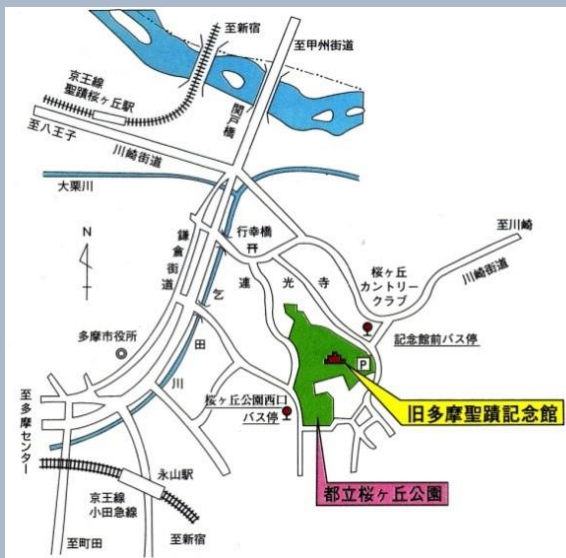 至新宿
至甲州街道
京王線
聖蹟桜ヶ丘駅
関戸橋
至八王子
川崎街道
大栗川
N
鎌倉街道
行幸橋
至川崎
川崎街道
桜ヶ丘
カントリー
クラブ
連光寺
乞田川
記念館前バス停
多摩市役所
P
桜ヶ丘公園西口
バス停
旧多摩聖蹟記念館
至多摩センター
永山駅
都立桜ヶ丘公園
京王線
小田急線
至町田
至新宿